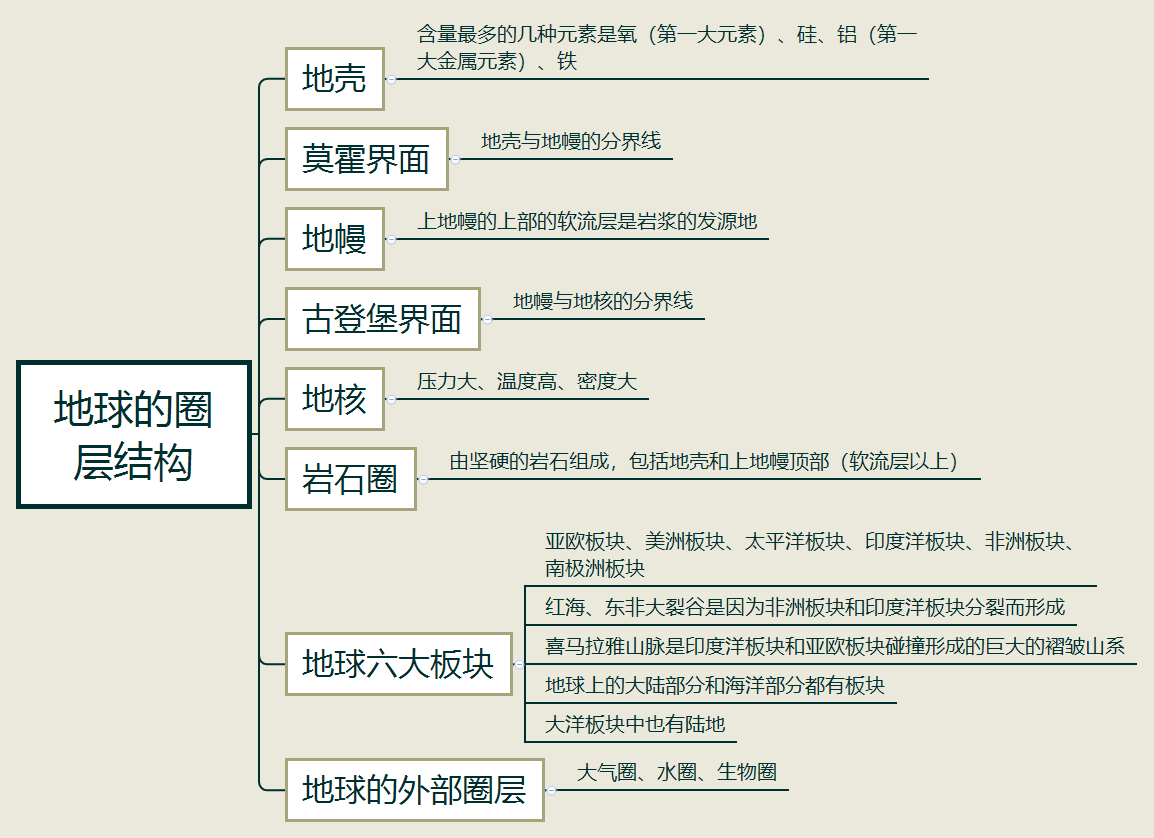 地球的圈
层结构
地壳
含量最多的几种元素是氧（第一大元素）、硅、铝（第一
大金属元素）、铁
莫霍界面
地壳与地幔的分界线
地幔
上地幔的上部的软流层是岩浆的发源地
古登堡界面
地幔与地核的分界线
地核
压力大、温度高、密度大
岩石圈
由坚硬的岩石组成，包括地壳和上地幔顶部（软流层以上）
地球六大板块
亚欧板块、美洲板块、太平洋板块、印度洋板块、非洲板块、
南极洲板块
红海、东非大裂谷是因为非洲板块和印度洋板块分裂而形成
喜马拉雅山脉是印度洋板块和亚欧板块碰撞形成的巨大的褶皱山系
地球上的大陆部分和海洋部分都有板块
大洋板块中也有陆地
地球的外部圈层
大气圈、水圈、生物圈